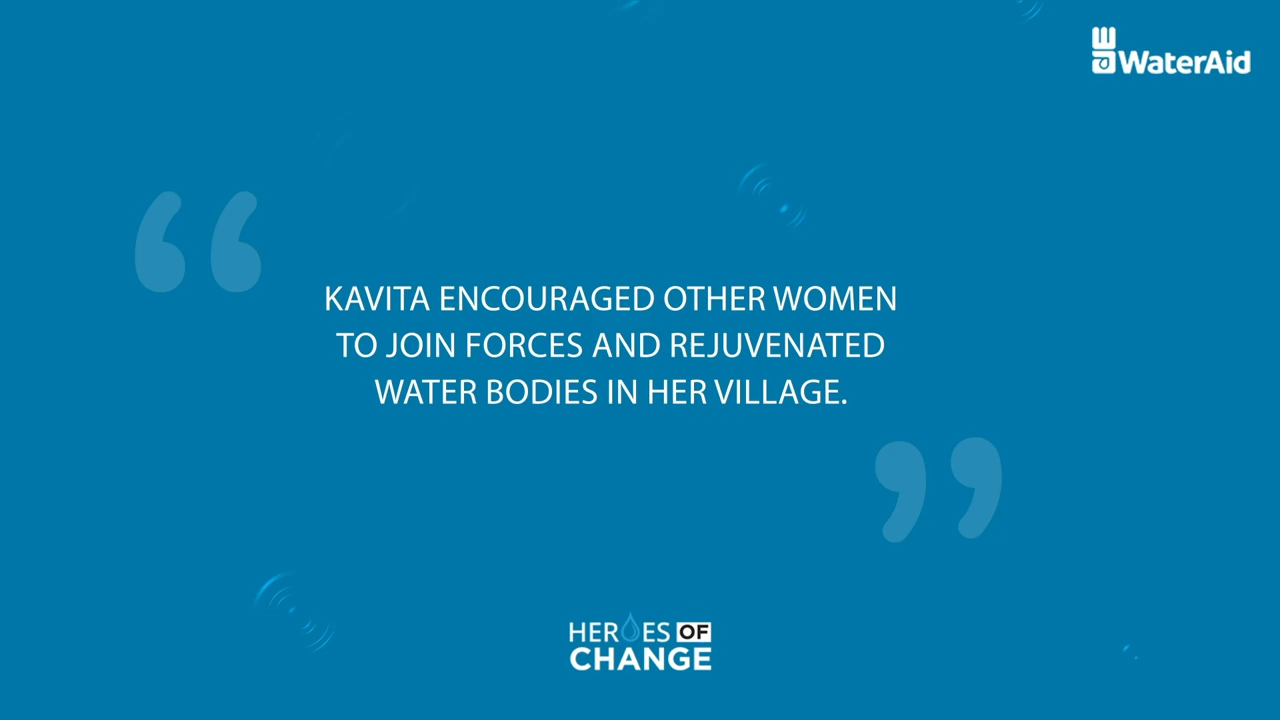 WaterAid
KAVITA ENCOURAGED OTHER WOMEN
TO JOIN FORCES AND REJUVENATED
WATER BODIES IN HER VILLAGE.
HEROES OF
CHANGE